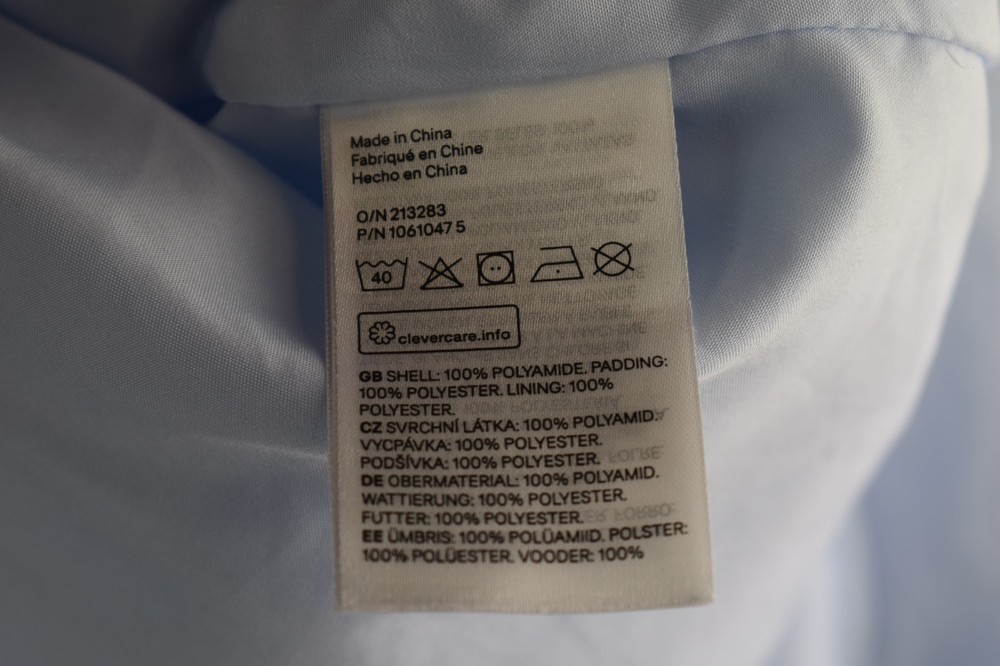 Made in China
Fabriqué en Chine
Hecho en China
O/N 213283
P/N 1061047 5
40
clevercare.info
GB SHELL: 100% POLYAMIDE. PADDING:
100% POLYESTER. LINING: 100%
POLYESTER.
CZ SVRCHNÍ LÁTKA: 100% POLYAMID.
VYCPÁVKA: 100% POLYESTER.
PODŠÍVKA: 100% POLYESTER.
DE OBERMATERIAL: 100% POLYAMID.
WATTIERUNG: 100% POLYESTER.
FUTTER: 100% POLYESTER.
EE ÜMBRIS: 100% POLÜAMIID. POLSTER:
100% POLÜESTER. VOODER: 100%